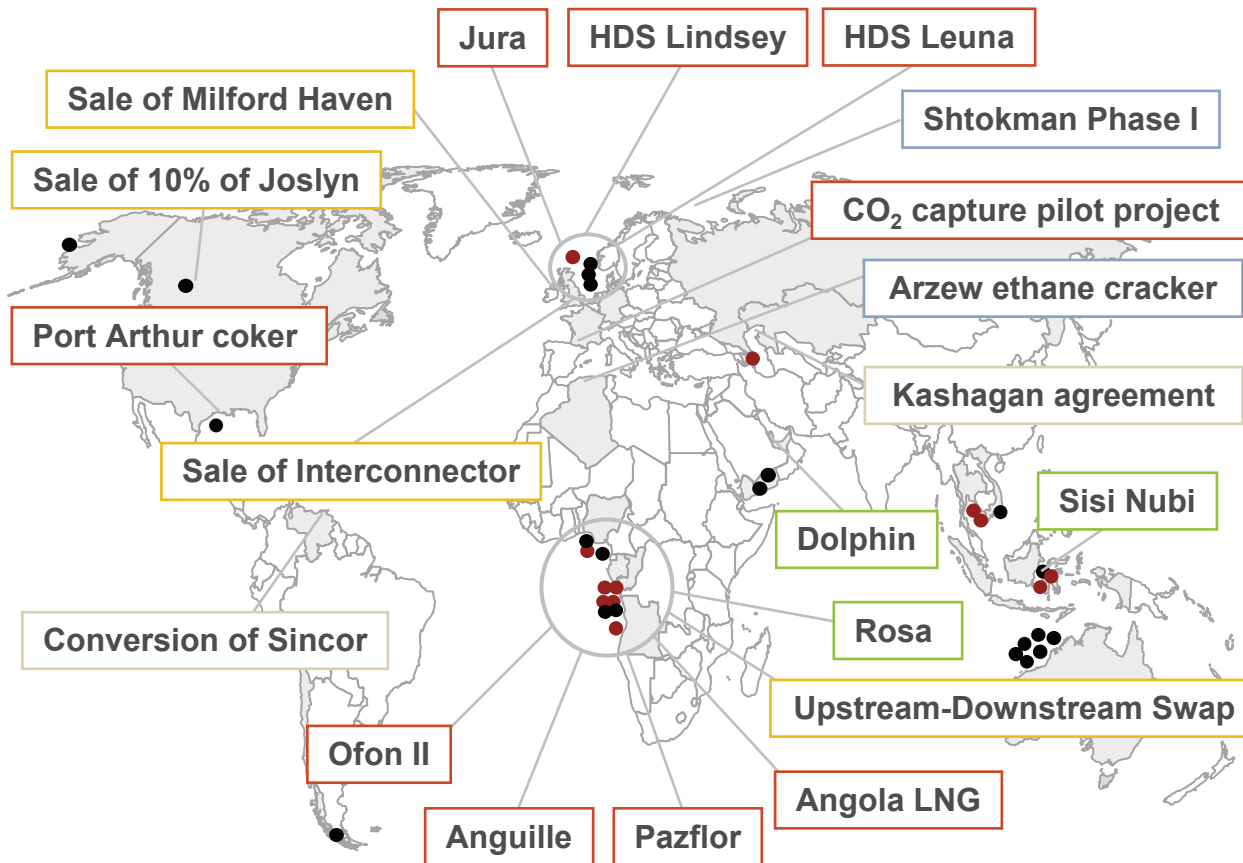 Jura
HDS Lindsey
HDS Leuna
Sale of Milford Haven
Shtokman Phase I
Sale of 10% of Joslyn
CO₂ capture pilot project
Arzew ethane cracker
Port Arthur coker
Kashagan agreement
Sale of Interconnector
Sisi Nubi
Dolphin
Conversion of Sincor
Rosa
Upstream-Downstream Swap
Ofon II
Angola LNG
Anguille
Pazflor